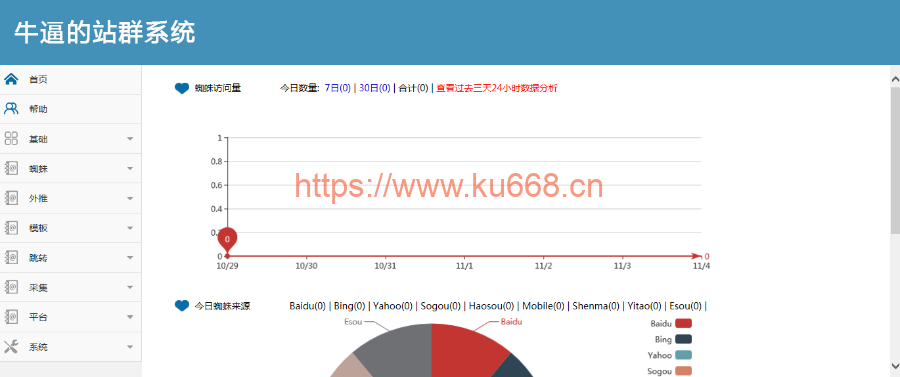 牛逼的站群系统
首页
帮助
基础
蜘蛛
外推
模板
跳转
采集
平台
系统
蜘蛛访问量 今日数量: 7日(0) | 30日(0) | 合计(0) | 查看过去三天24小时数据分析
1
0.8
0.6
0.4
0.2
0
0
0
10/29 10/30 10/31 11/1 11/2 11/3 11/4
https://www.ku668.cn
今日蜘蛛来源 Baidu(0) | Bing(0) | Yahoo(0) | Sogou(0) | Haosou(0) | Mobile(0) | Shenma(0) | Yitao(0) | Esou(0) |
Esou
Baidu
Baidu
Bing
Yahoo
Sogou